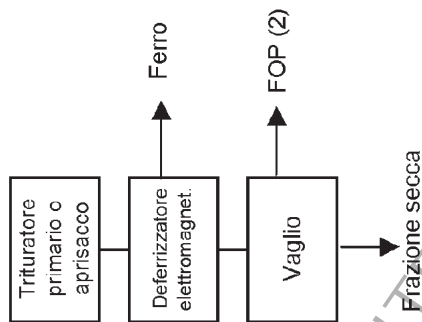 Trituratore
primario o
aprisacco
Deferrizzatore
elettromagnet.
Ferro
Vaglio
FOP (2)
Frazione secca